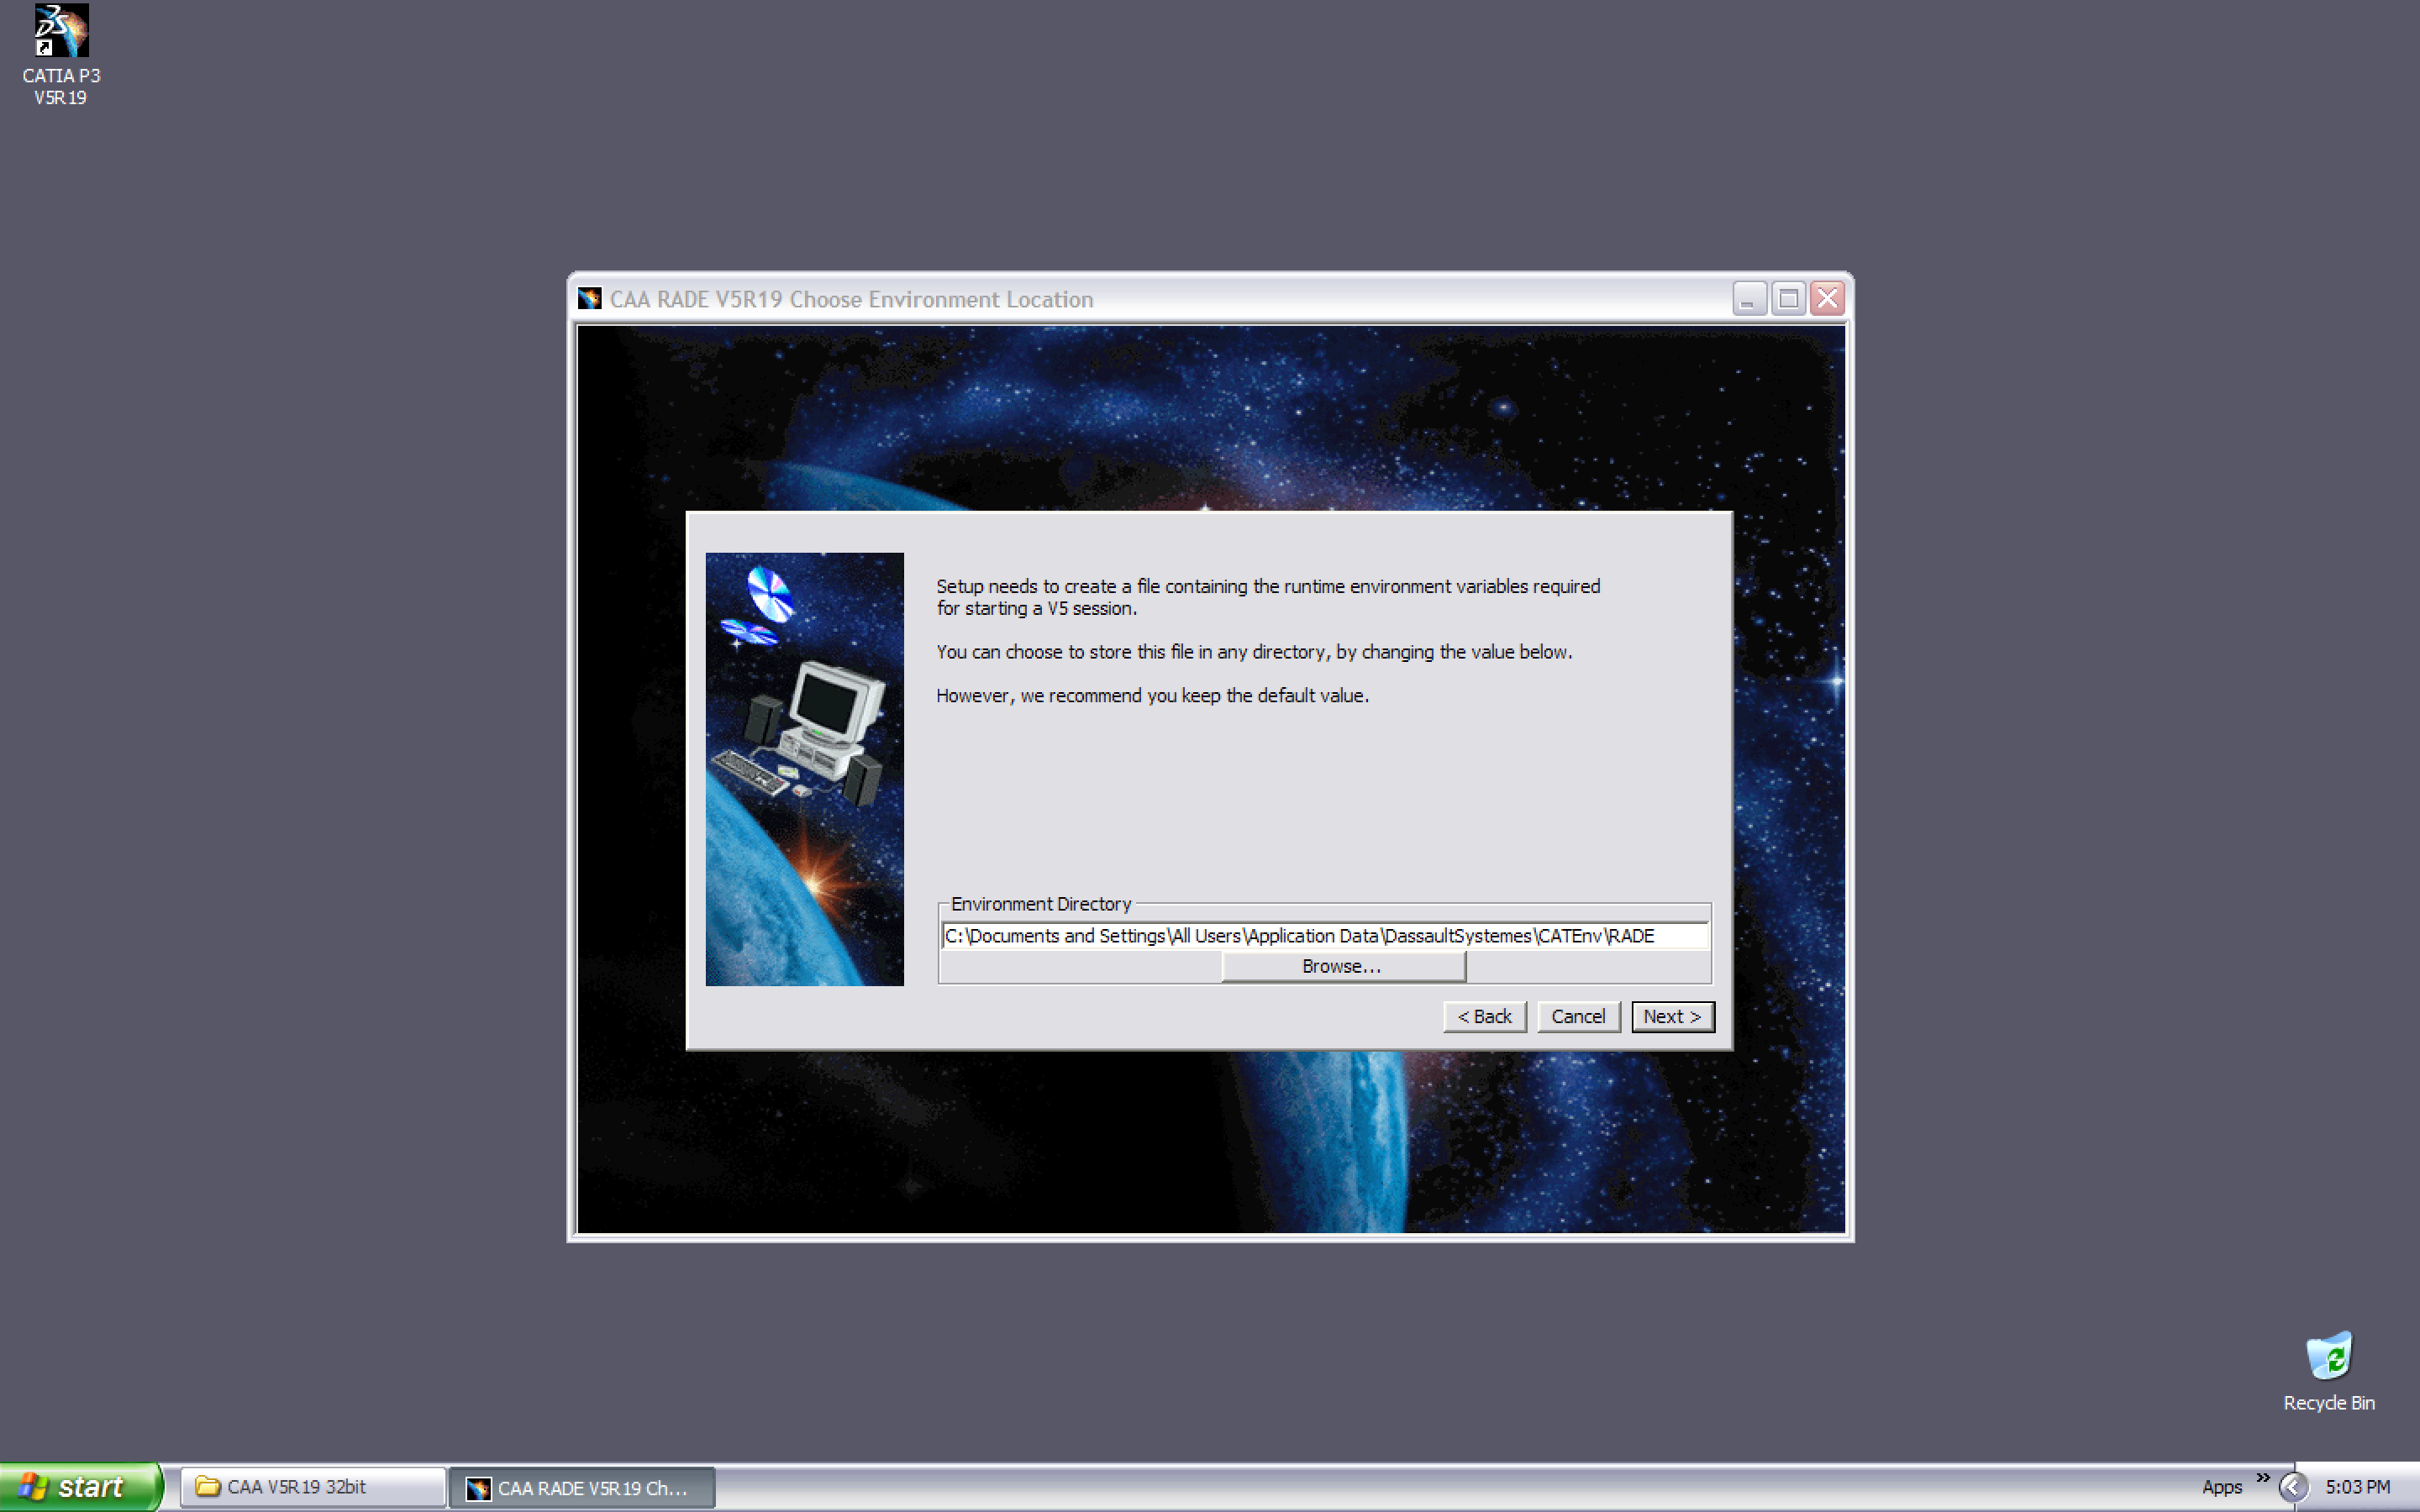 CATIA P3
V5R19
CAA RADE V5R19 Choose Environment Location
Setup needs to create a file containing the runtime environment variables required
for starting a V5 session.
You can choose to store this file in any directory, by changing the value below.
However, we recommend you keep the default value.
Environment Directory
C:\Documents and Settings\All Users\Application Data\DassaultSystemes\CATEnv\RADE
Browse...
< Back
Cancel
Next >
Recycle Bin
start
CAA V5R19 32bit
CAA RADE V5R19 Ch...
Apps
5:03 PM